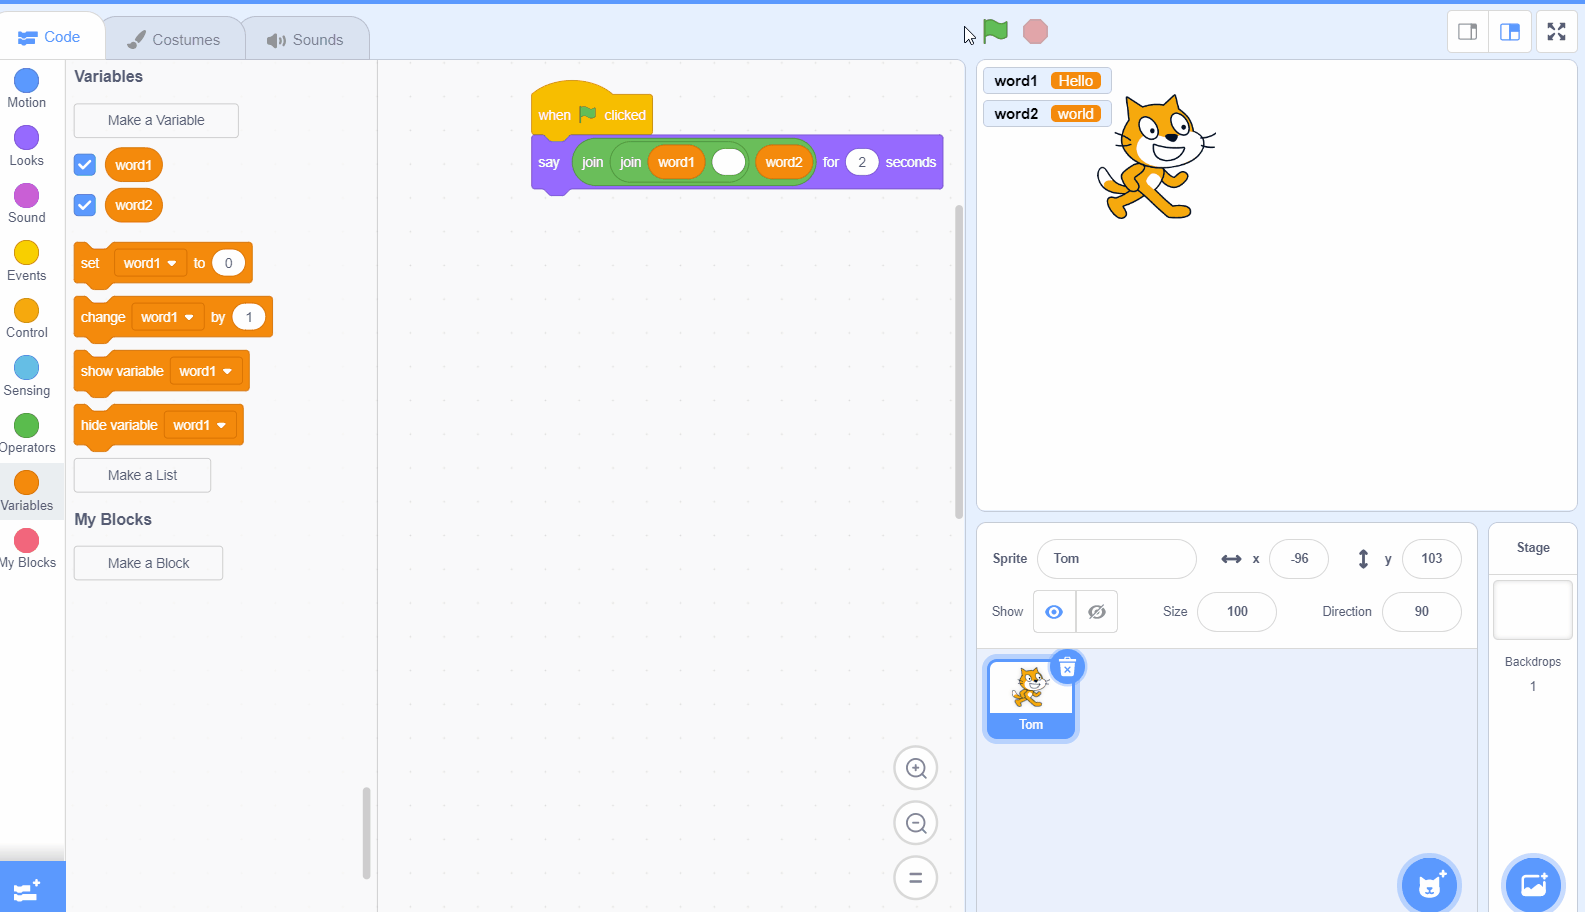 Code
Costumes
Sounds
Motion
Looks
Sound
Events
Control
Sensing
Operators
Variables
My Blocks
Variables
Make a Variable
word1
word2
set word1 to 0
change word1 by 1
show variable word1
hide variable word1
Make a List
My Blocks
Make a Block
when clicked
say join join word1 word2 for 2 seconds
word1 Hello
word2 world
Sprite Tom x -96 y 103
Show Size 100 Direction 90
Tom
Stage
Backdrops
1